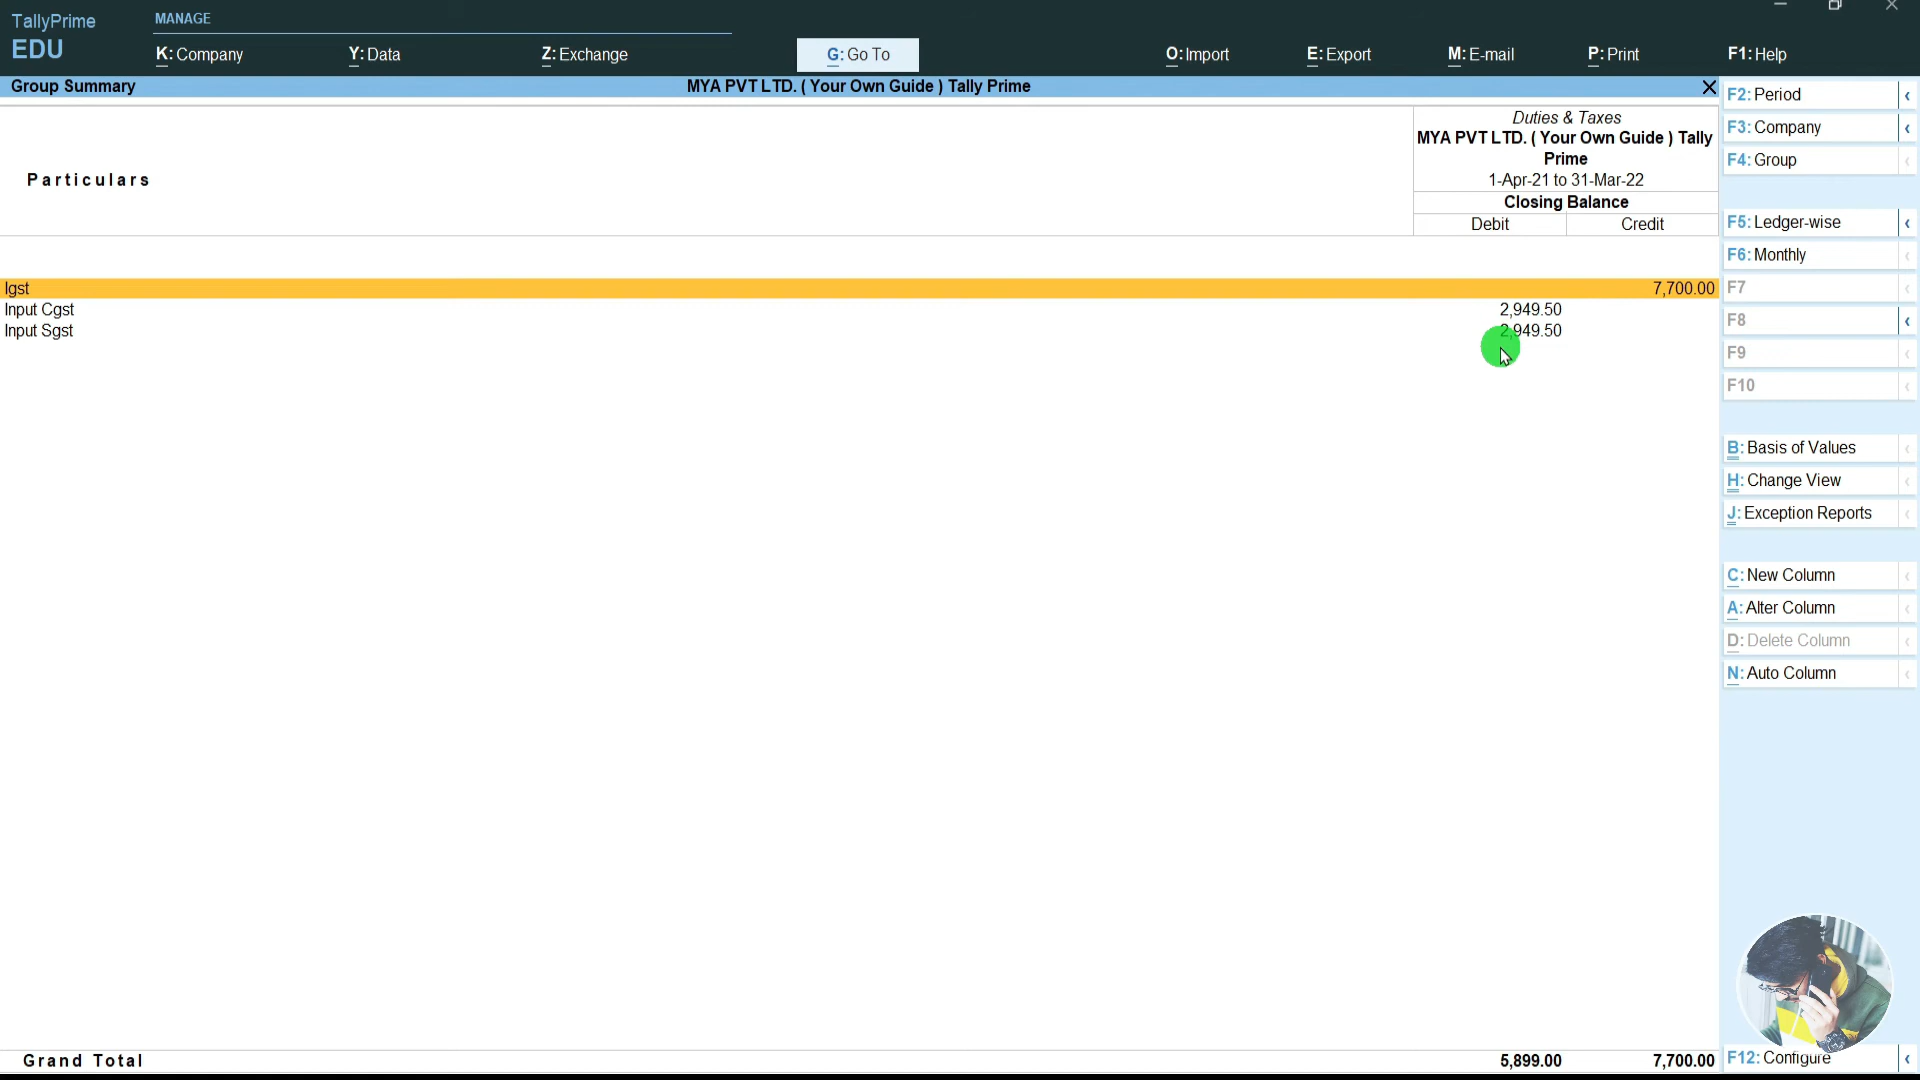 TallyPrime
EDU
MANAGE
K: Company
Y: Data
Z: Exchange
G: Go To
O: Import
E: Export
M: E-mail
P: Print
F1: Help
Group Summary
MYA PVT LTD. ( Your Own Guide ) Tally Prime
X
Particulars
Duties & Taxes
MYA PVT LTD. ( Your Own Guide ) Tally
Prime
1-Apr-21 to 31-Mar-22
Closing Balance
Debit Credit
Igst 7,700.00
Input Cgst 2,949.50
Input Sgst 2,949.50
Grand Total 5,899.00 7,700.00
F2: Period
F3: Company
F4: Group
F5: Ledger-wise
F6: Monthly
F7
F8
F9
F10
B: Basis of Values
H: Change View
J: Exception Reports
C: New Column
A: Alter Column
D: Delete Column
N: Auto Column
F12: Configure